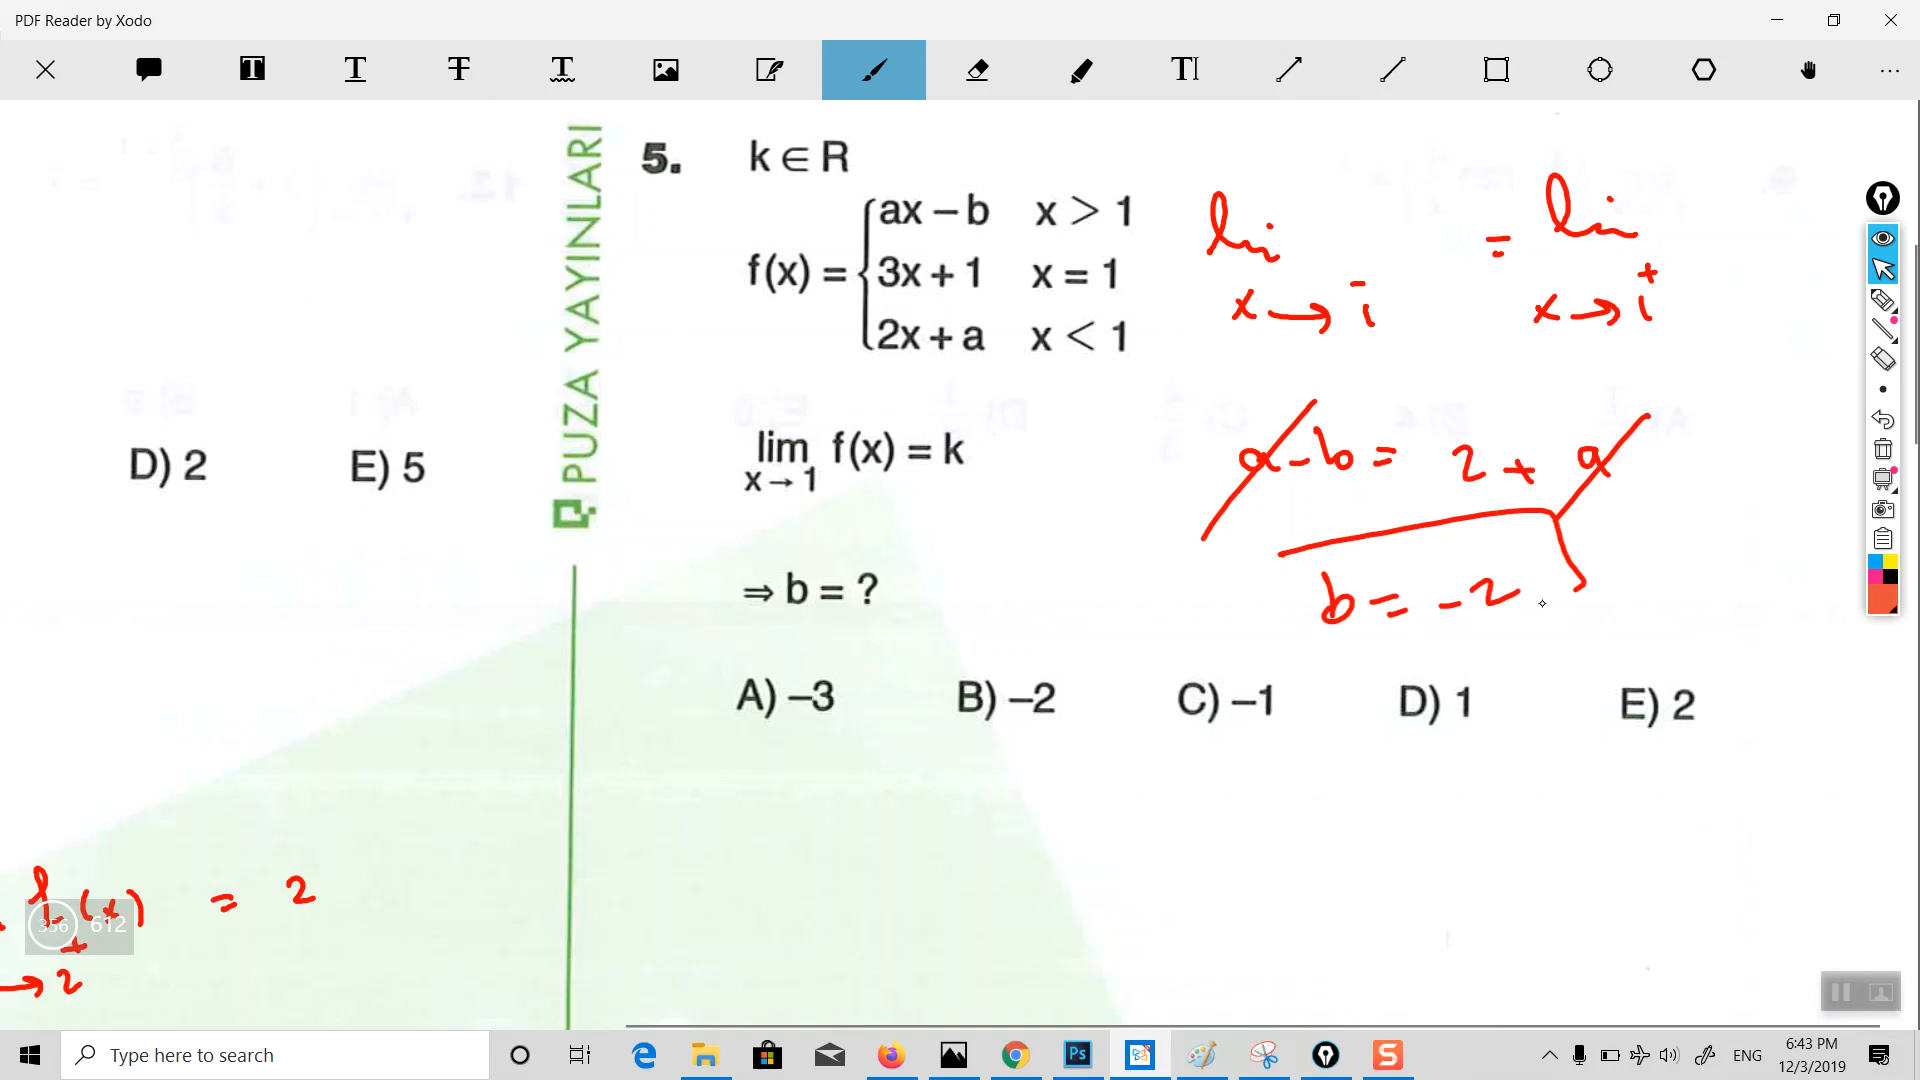 PDF Reader by Xodo
D) 2 E) 5
PUZA YAYINLARI
5. k ∈ R
f(x) = { ax – b x > 1
3x + 1 x = 1
2x + a x < 1
lim f(x) = k
x → 1
⇒ b = ?
A) –3 B) –2 C) –1 D) 1 E) 2
lim = lim
x → 1⁻ x → 1⁺
a - b = 2 + a
b = -2
(x) = 2
→ 2
356 612
Type here to search
ENG
6:43 PM
12/3/2019